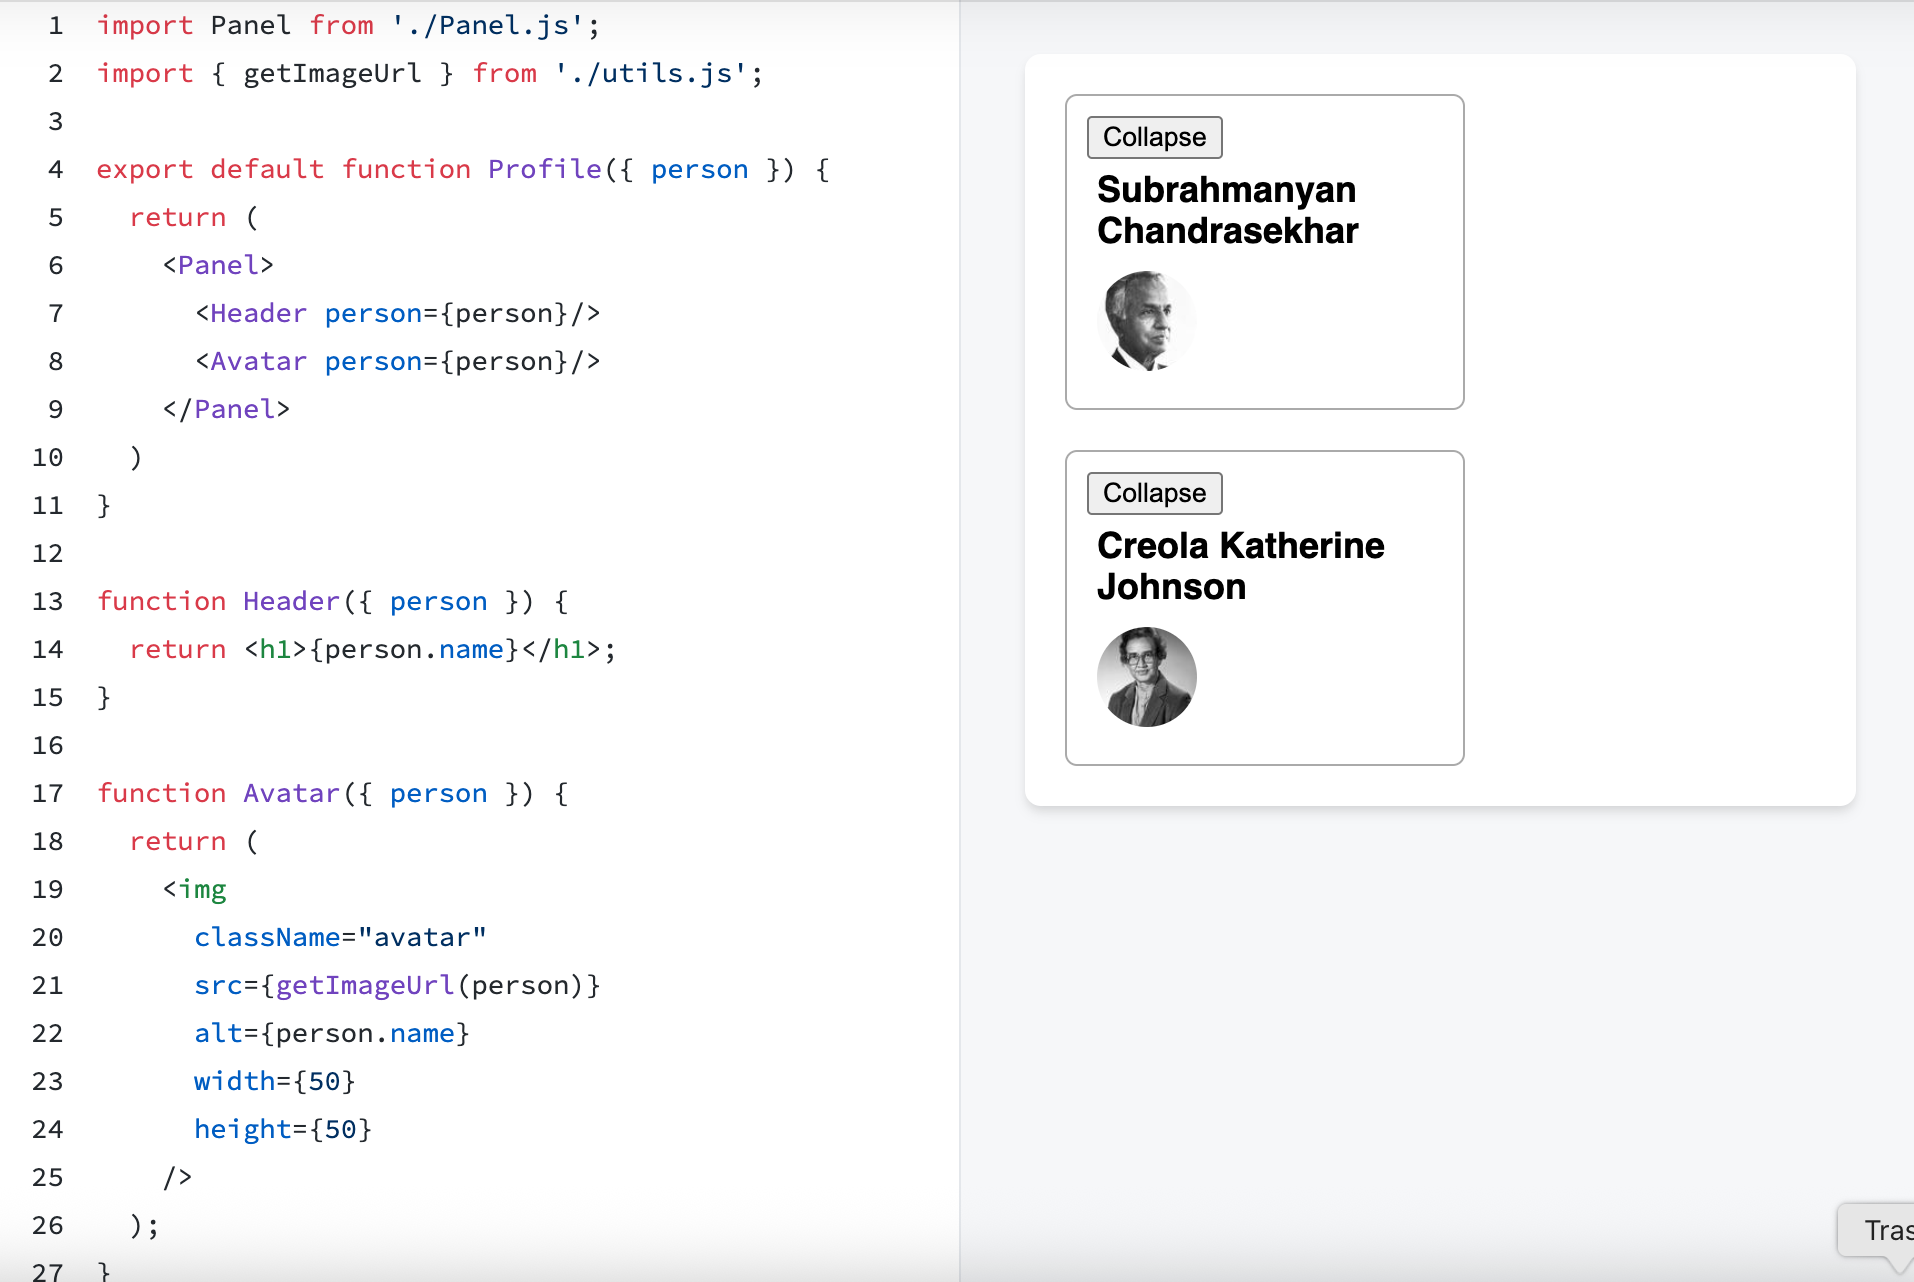 1 import Panel from './Panel.js';
2 import { getImageUrl } from './utils.js';
3
4 export default function Profile({ person }) {
5   return (
6     <Panel>
7       <Header person={person}/>
8       <Avatar person={person}/>
9     </Panel>
10   )
11 }
12
13 function Header({ person }) {
14   return <h1>{person.name}</h1>;
15 }
16
17 function Avatar({ person }) {
18   return (
19     <img
20       className="avatar"
21       src={getImageUrl(person)}
22       alt={person.name}
23       width={50}
24       height={50}
25     />
26   );
27 }
Collapse
Subrahmanyan
Chandrasekhar
Collapse
Creola Katherine
Johnson